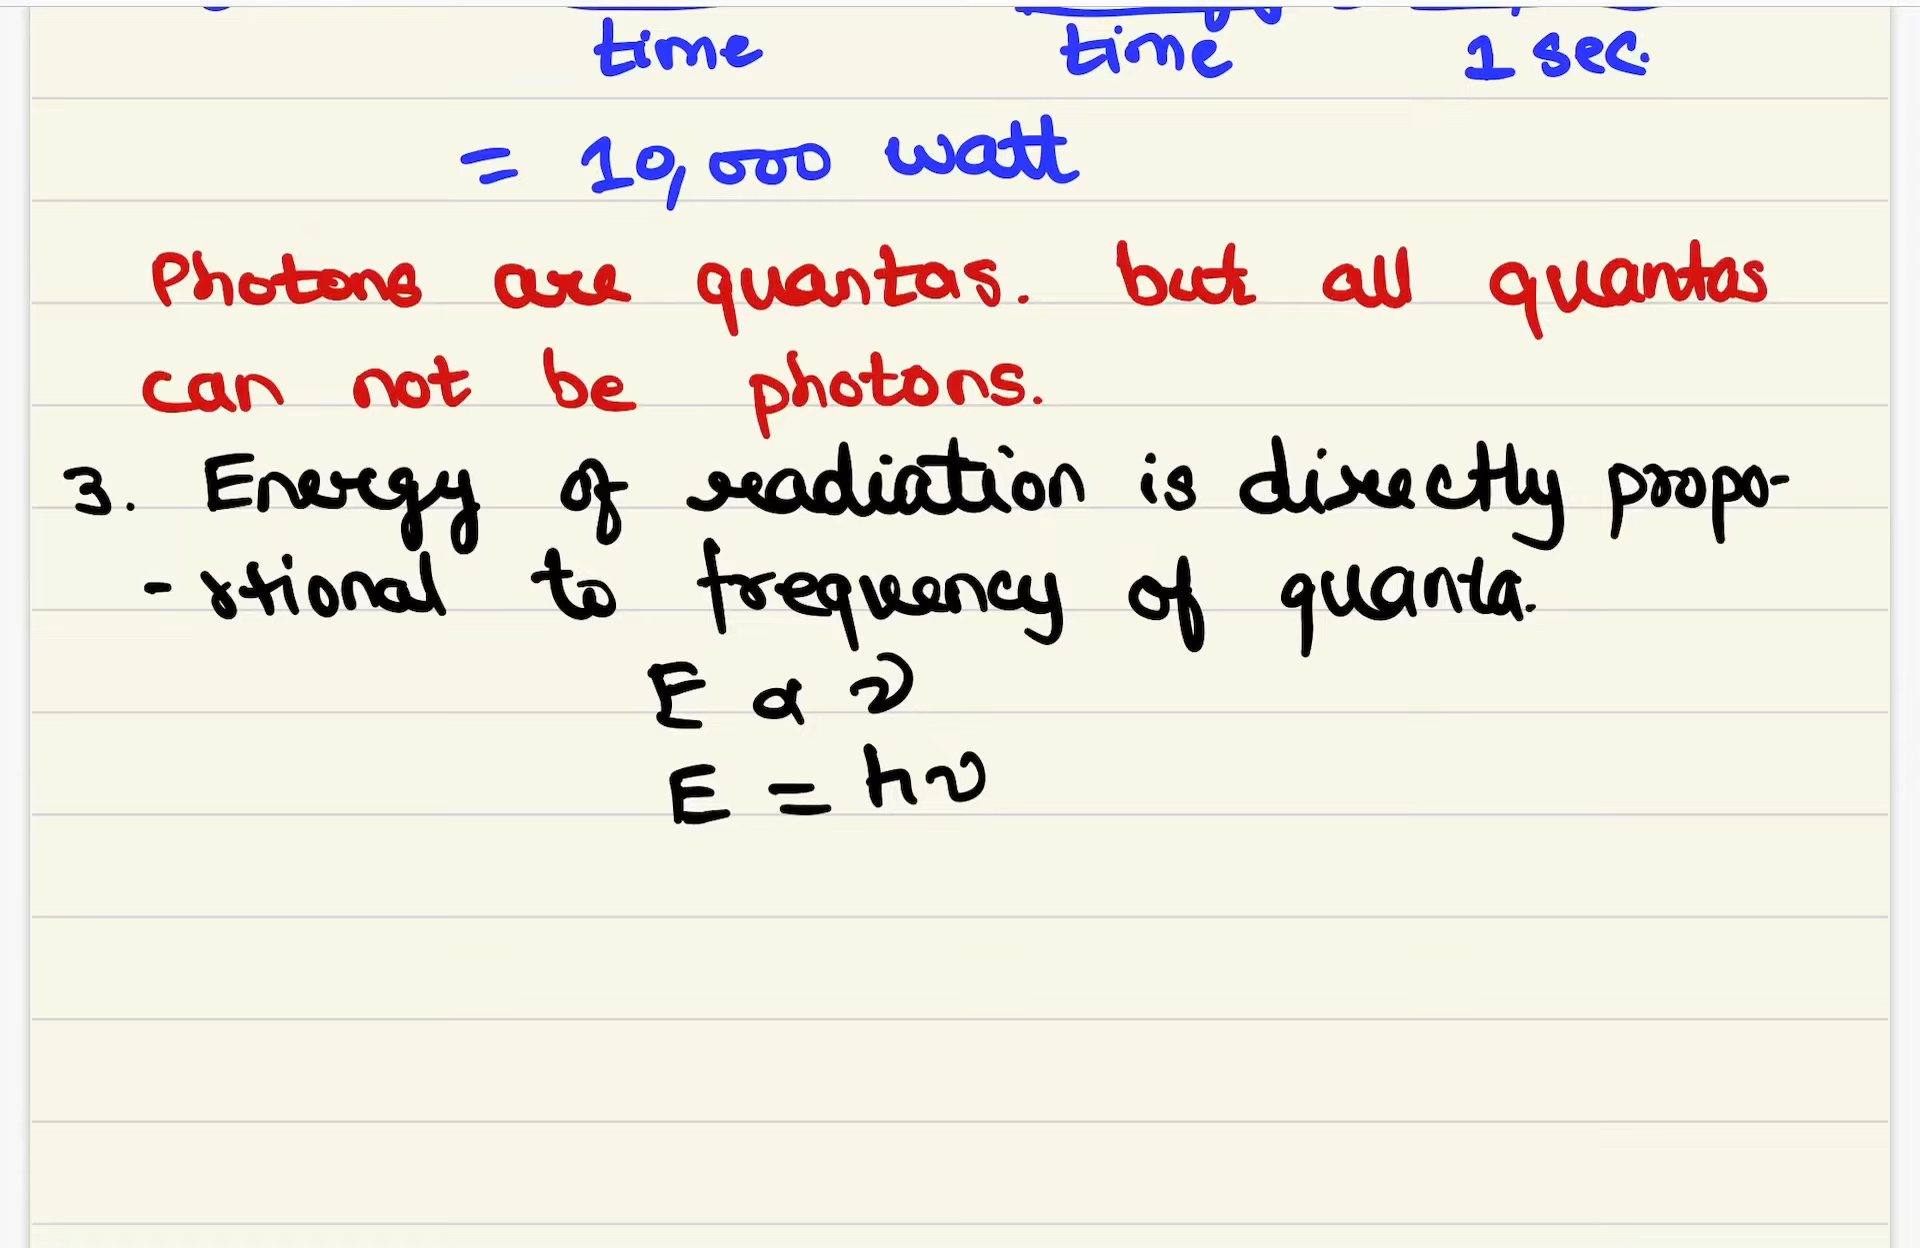 time time 1 sec.
= 10,000 watt
Photons are quantas. but all quantas
can not be photons.
3. Energy of readiation is directly propo-
- rtional to frequency of quanta.
E α ν
E = hν